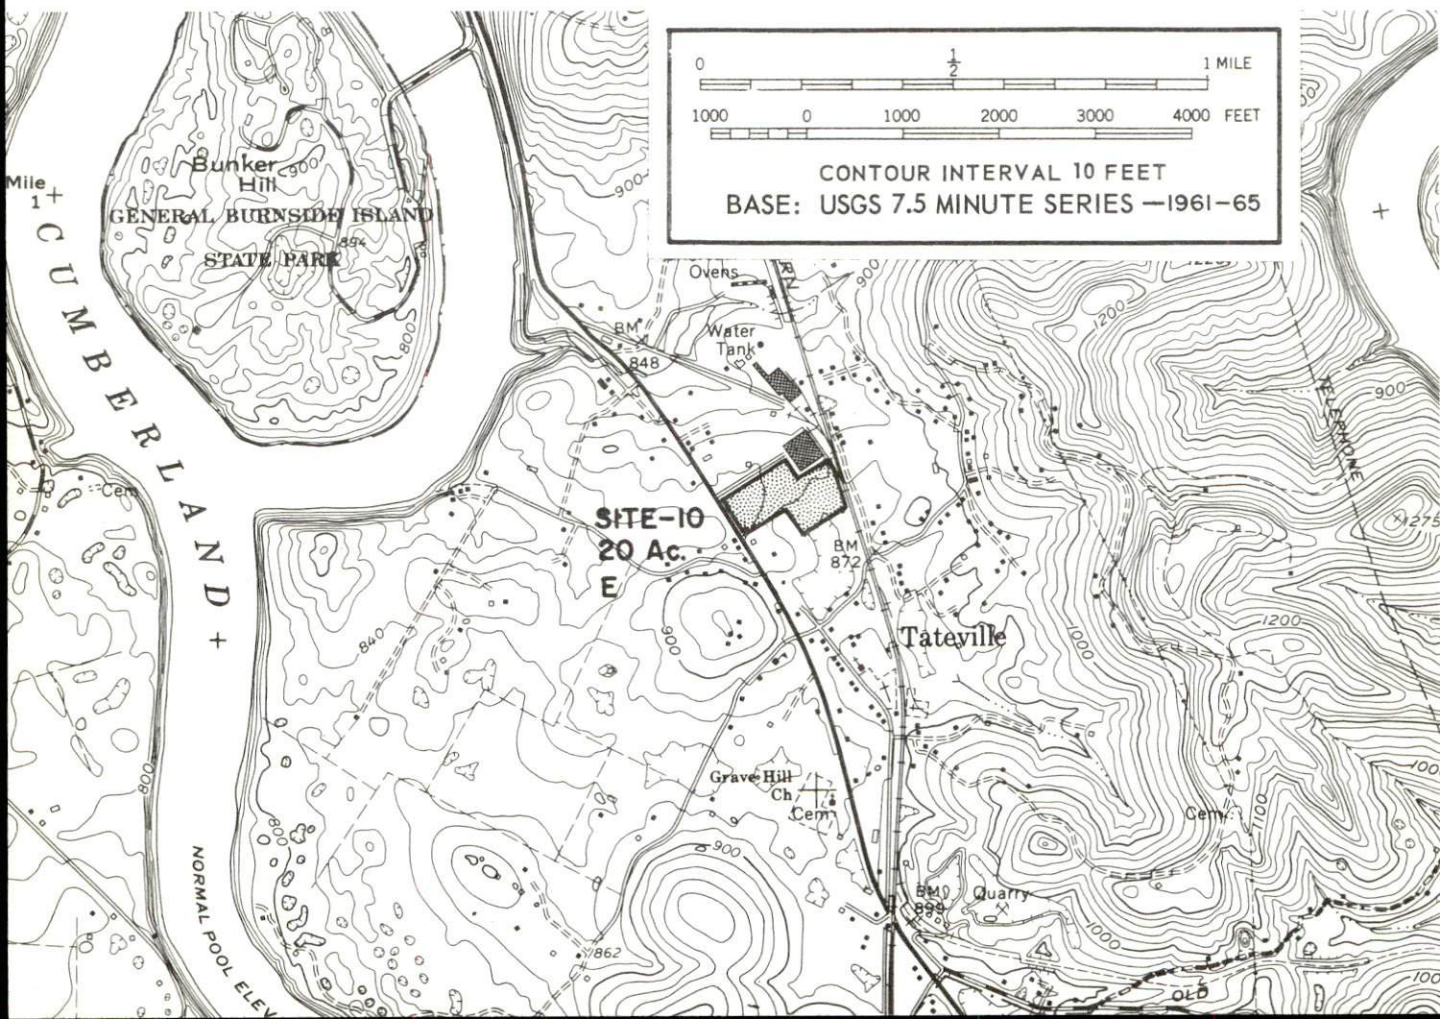 0 1/2 1 MILE
1000 0 1000 2000 3000 4000 FEET
CONTOUR INTERVAL 10 FEET
BASE: USGS 7.5 MINUTE SERIES —1961-65
Mile
1
CUMBERLAND
Bunker
Hill
900
GENERAL BURNSIDE ISLAND
894
STATE PARK
800
900
Ovens
900
1200
BM
848
Water
Tank
900
TELEPHONE
Cem
SITE-10
20 Ac.
E
BM
872
1275
840
900
Tateville
1000
1200
800
800
Grave Hill
Ch
Cem
900
Cem
1100
BM
899
Quarry
1000
862
NORMAL POOL ELEV
OLD